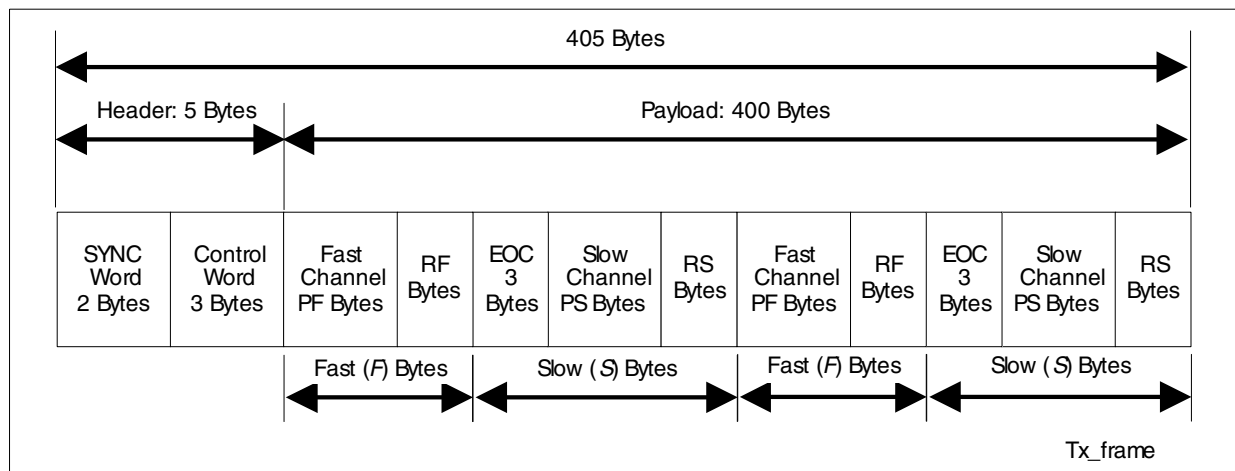 405 Bytes
Header: 5 Bytes
Payload: 400 Bytes
SYNC
Word
2 Bytes
Control
Word
3 Bytes
Fast
Channel
PF Bytes
RF
Bytes
EOC
3
Bytes
Slow
Channel
PS Bytes
RS
Bytes
Fast
Channel
PF Bytes
RF
Bytes
EOC
3
Bytes
Slow
Channel
PS Bytes
RS
Bytes
Fast (F) Bytes
Slow (S) Bytes
Fast (F) Bytes
Slow (S) Bytes
Tx_frame